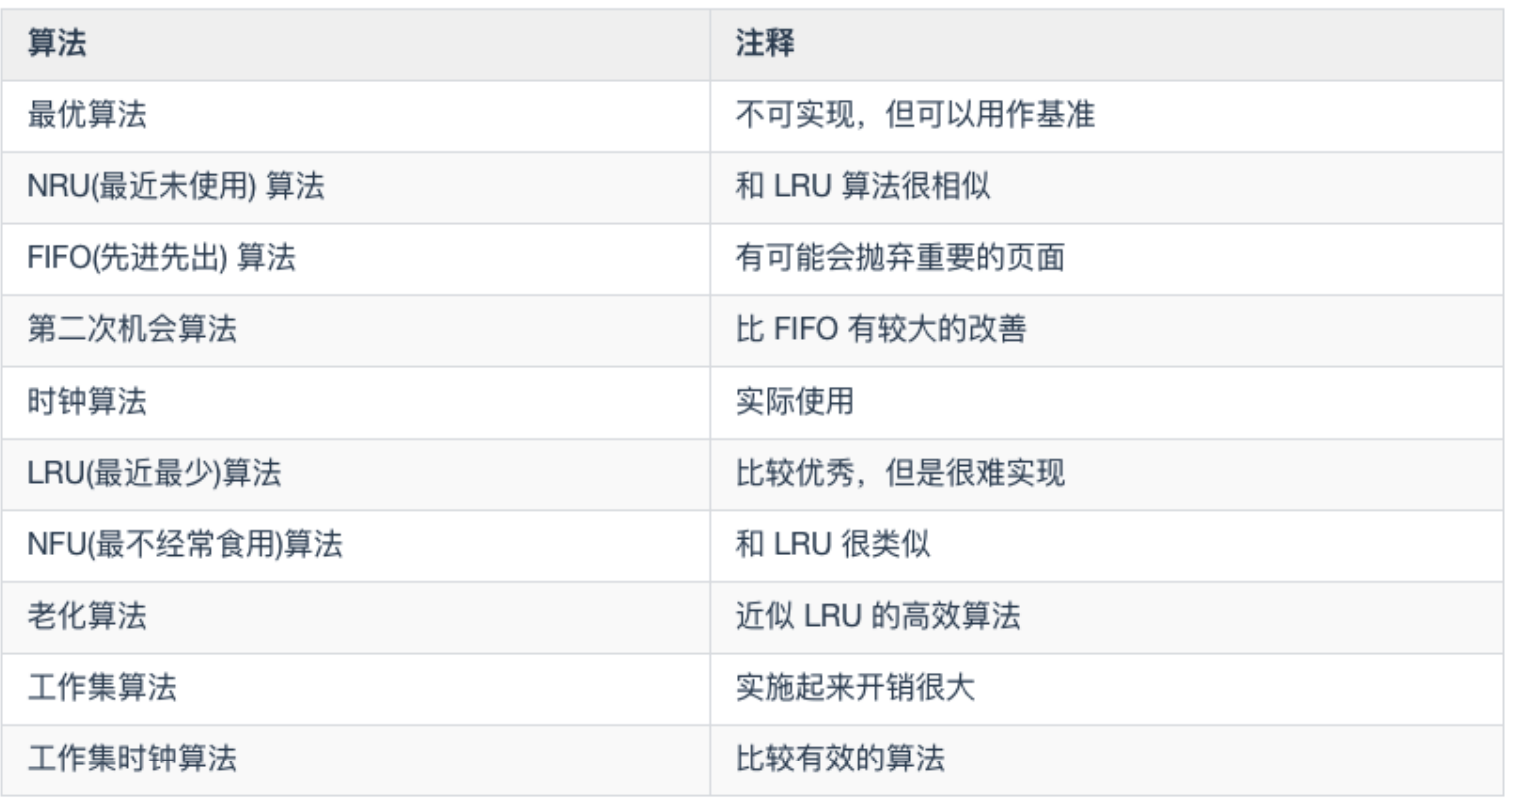 算法 注释
最优算法 不可实现，但可以用作基准
NRU(最近未使用) 算法 和 LRU 算法很相似
FIFO(先进先出) 算法 有可能会抛弃重要的页面
第二次机会算法 比 FIFO 有较大的改善
时钟算法 实际使用
LRU(最近最少)算法 比较优秀，但是很难实现
NFU(最不经常食用)算法 和 LRU 很类似
老化算法 近似 LRU 的高效算法
工作集算法 实施起来开销很大
工作集时钟算法 比较有效的算法